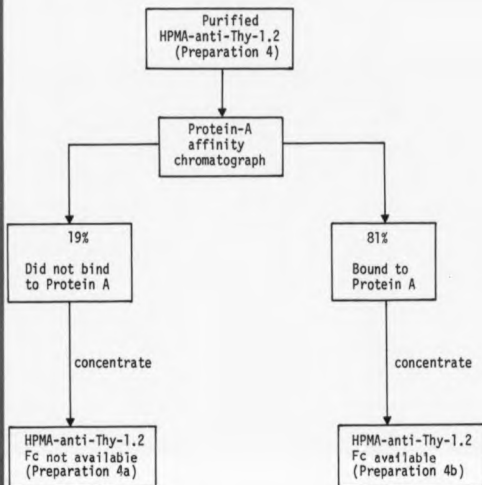 Purified
HPMA-anti-Thy-1.2
(Preparation 4)
Protein-A
affinity
chromatograph
19%
Did not bind
to Protein A
81%
Bound to
Protein A
concentrate
concentrate
HPMA-anti-Thy-1.2
Fc not available
(Preparation 4a)
HPMA-anti-Thy-1.2
Fc available
(Preparation 4b)